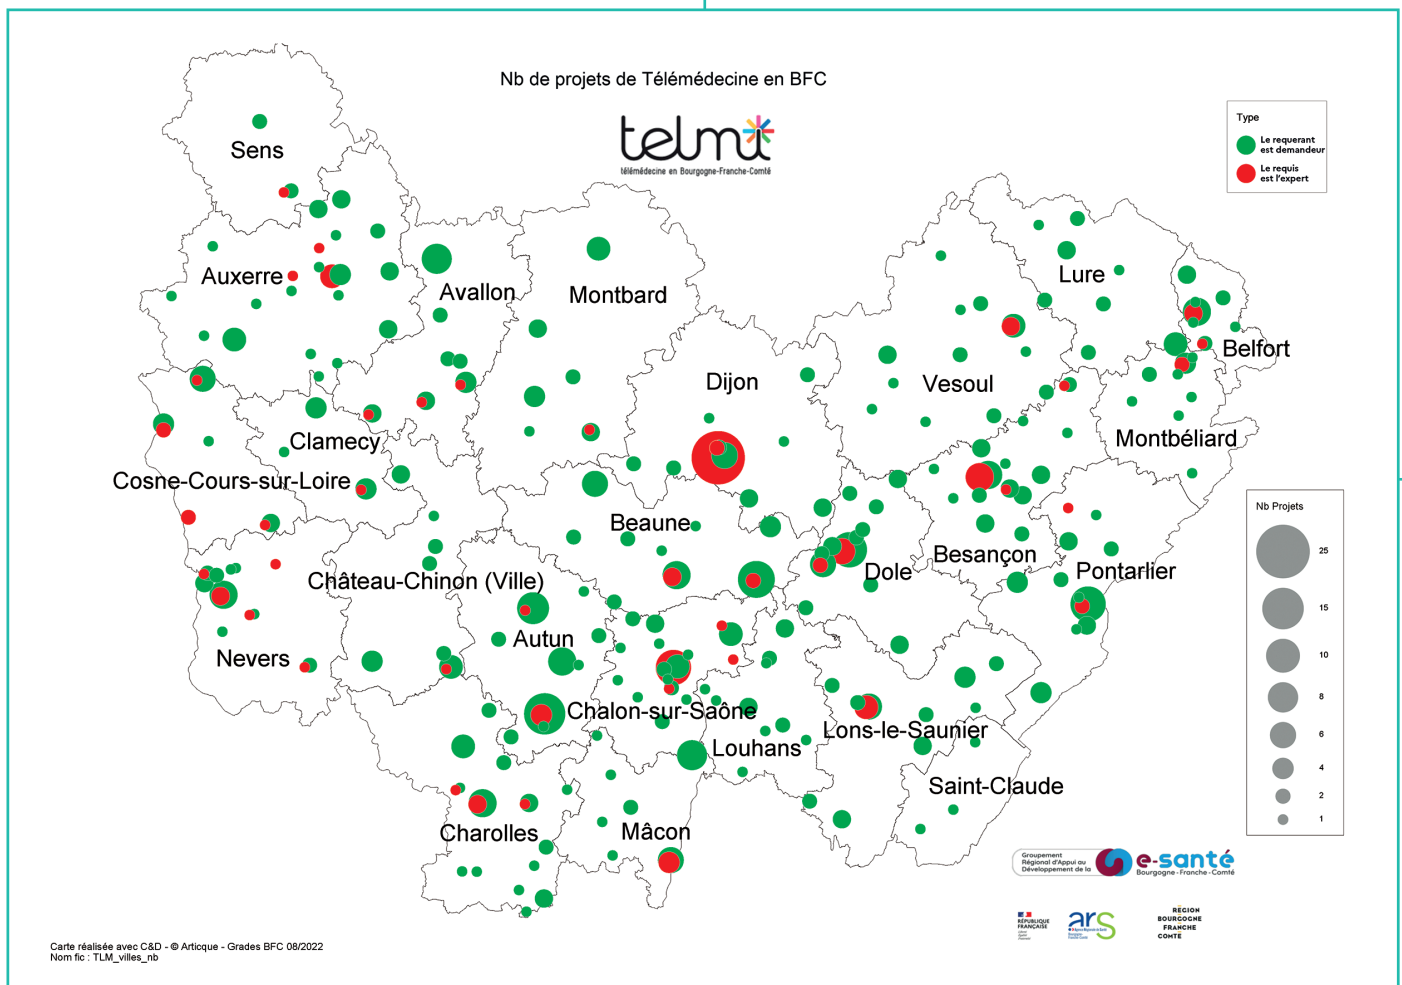 Nb de projets de Télémédecine en BFC
telmi
télémédecine en Bourgogne-Franche-Comté
Type
Le requerant
est demandeur
Le requis
est l'expert
Sens
Auxerre
Avallon
Montbard
Lure
Belfort
Dijon
Vesoul
Clamecy
Montbéliard
Cosne-Cours-sur-Loire
Beaune
Besançon
Dole
Pontarlier
Château-Chinon (Ville)
Autun
Nevers
Chalon-sur-Saône
Lons-le-Saunier
Louhans
Saint-Claude
Charolles
Mâcon
Nb Projets
25
15
10
8
6
4
2
1
Groupement
Régional d'Appui au
Développement de la
e-santé
Bourgogne-Franche-Comté
RÉPUBLIQUE
FRANÇAISE
ars
RÉGION
BOURGOGNE
FRANCHE
COMTÉ
Carte réalisée avec C&D - © Articque - Grades BFC 08/2022
Nom fic : TLM_villes_nb